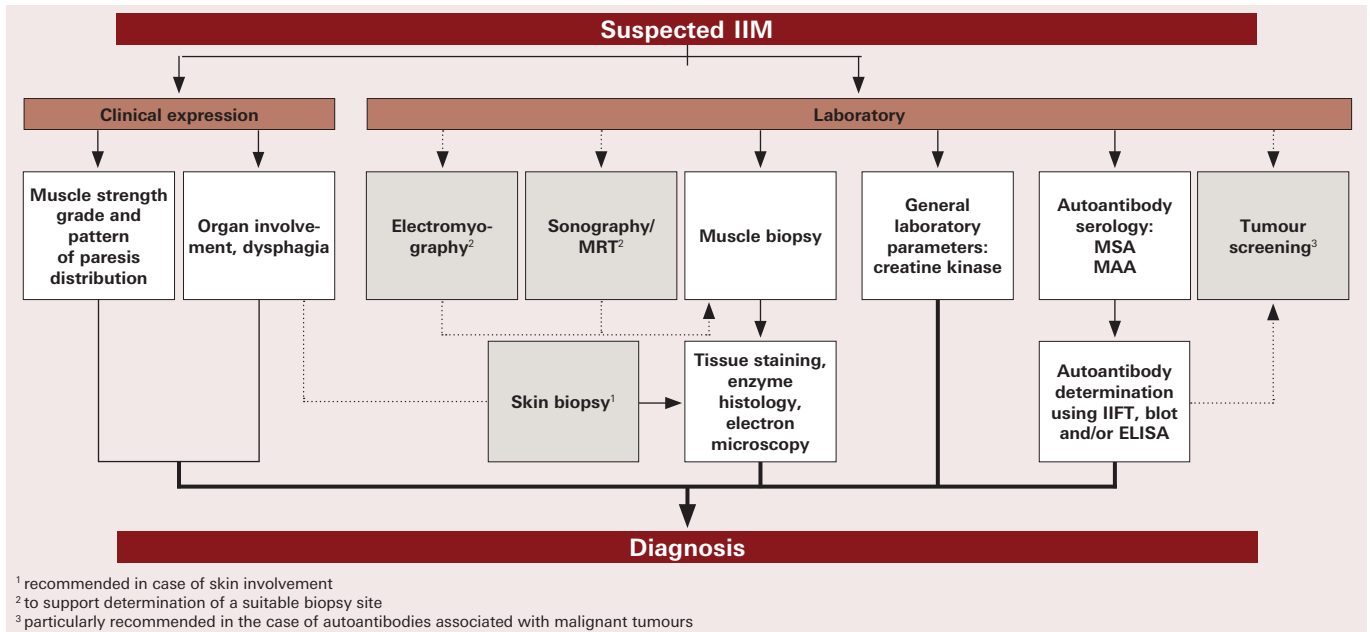 Suspected IIM
Clinical expression
Laboratory
Muscle strength
grade and
pattern
of paresis
distribution
Organ involve-
ment, dysphagia
Electromyo-
graphy²
Sonography/
MRT²
Muscle biopsy
General
laboratory
parameters:
creatine kinase
Autoantibody
serology:
MSA
MAA
Tumour
screening³
Skin biopsy¹
Tissue staining,
enzyme
histology,
electron
microscopy
Autoantibody
determination
using IIFT, blot
and/or ELISA
Diagnosis
¹ recommended in case of skin involvement
² to support determination of a suitable biopsy site
³ particularly recommended in the case of autoantibodies associated with malignant tumours